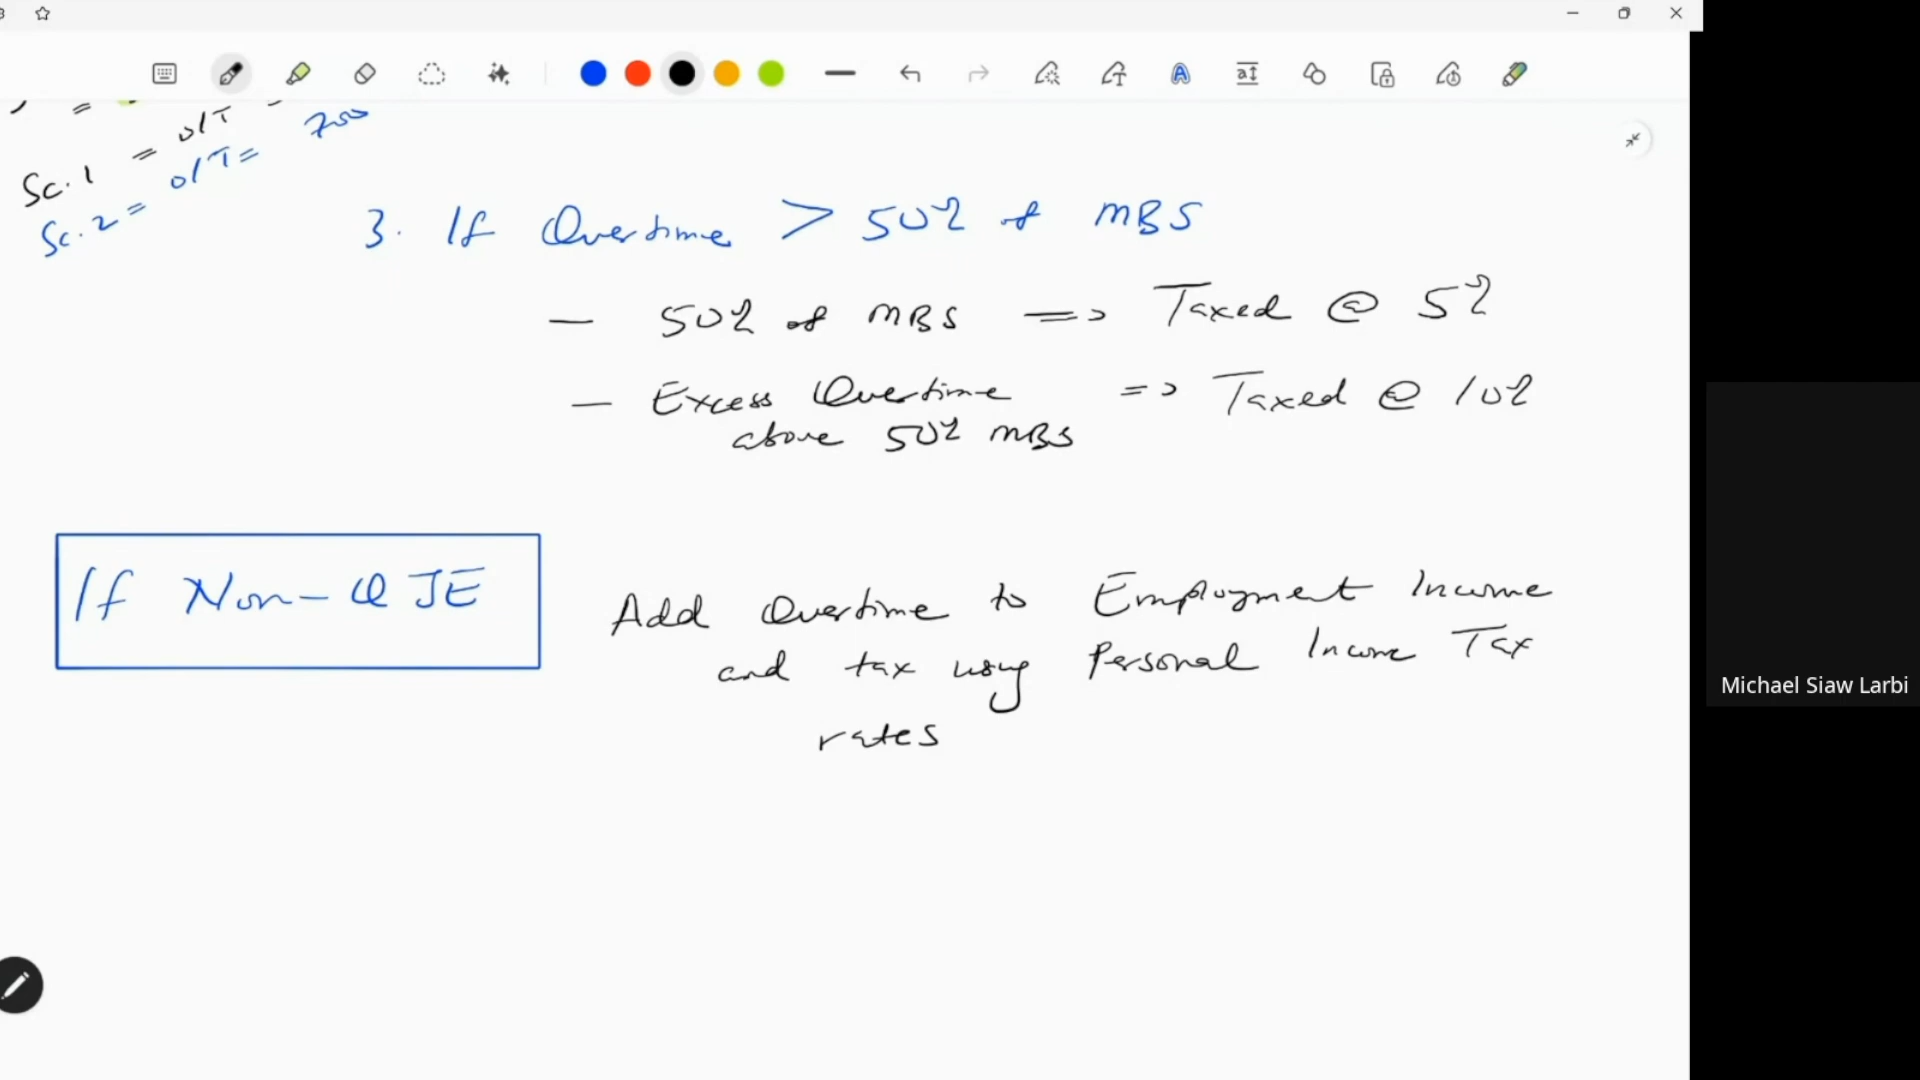 Sc. 1 = O/T =
Sc. 2 = O/T = 700
3. If Overtime > 50% of MBS
— 50% of MBS => Taxed @ 5%
— Excess Overtime => Taxed @ 10%
above 50% MBS
If Non-QJE
Add Overtime to Employment Income
and tax using Personal Income Tax
rates
Michael Siaw Larbi